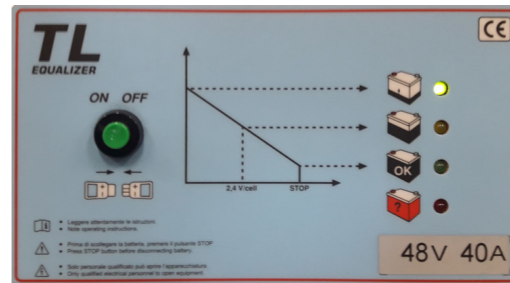 TL
EQUALIZER
CE
ON OFF
OK
?
2,4 V/cell STOP
• Leggere attentamente le istruzioni
• Note operating instructions.
• Prima di scollegare la batteria, premere il pulsante STOP
• Press STOP button before disconnecting battery.
• Solo personale qualificato può aprire l'apparecchiatura
• Only qualified electrical personnel to open equipment.
48V 40A